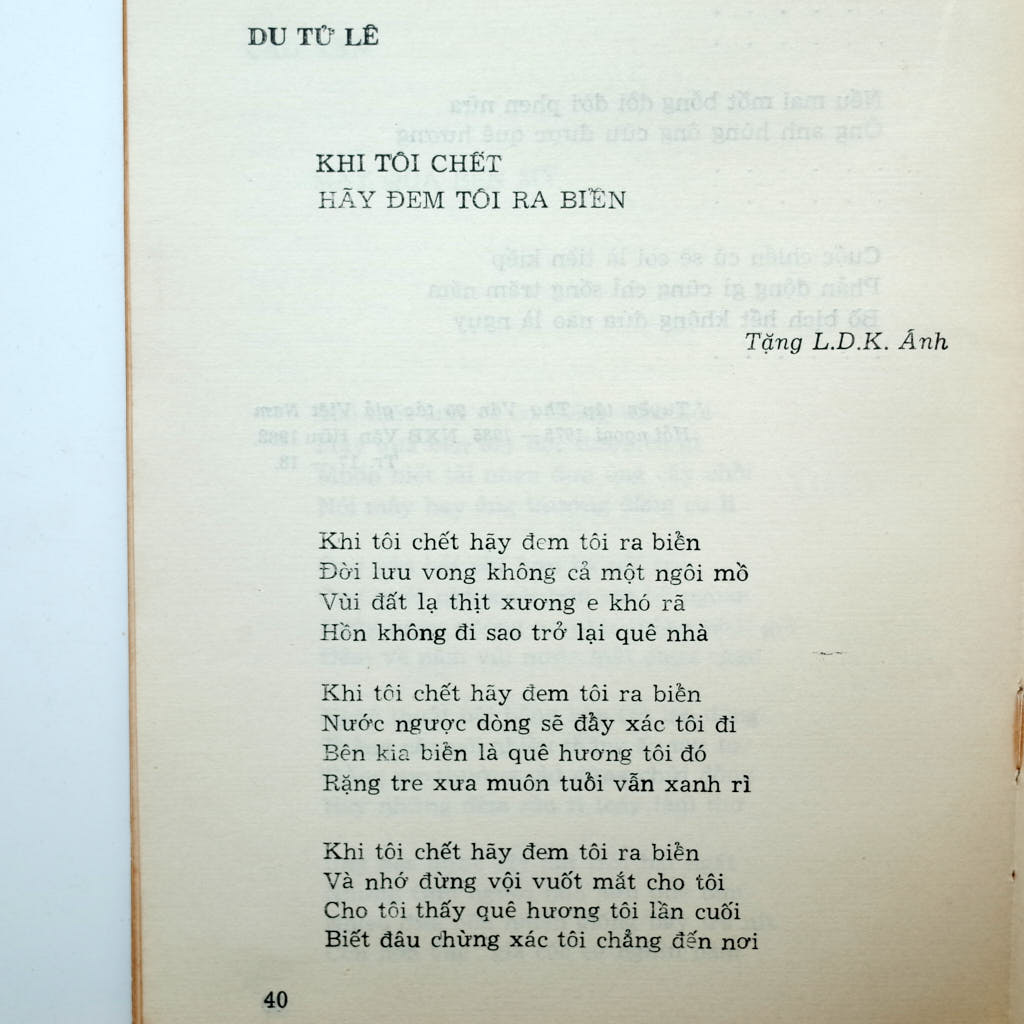 DU TỬ LÊ
KHI TÔI CHẾT
HÃY ĐEM TÔI RA BIỂN
Tặng L.D.K. Ánh
Khi tôi chết hãy đem tôi ra biển
Đời lưu vong không cả một ngôi mồ
Vùi đất lạ thịt xương e khó rã
Hồn không đi sao trở lại quê nhà
Khi tôi chết hãy đem tôi ra biển
Nước ngược dòng sẽ đẩy xác tôi đi
Bên kia biển là quê hương tôi đó
Rặng tre xưa muôn tuổi vẫn xanh rì
Khi tôi chết hãy đem tôi ra biển
Và nhớ đừng vội vuốt mắt cho tôi
Cho tôi thấy quê hương tôi lần cuối
Biết đâu chừng xác tôi chẳng đến nơi
40